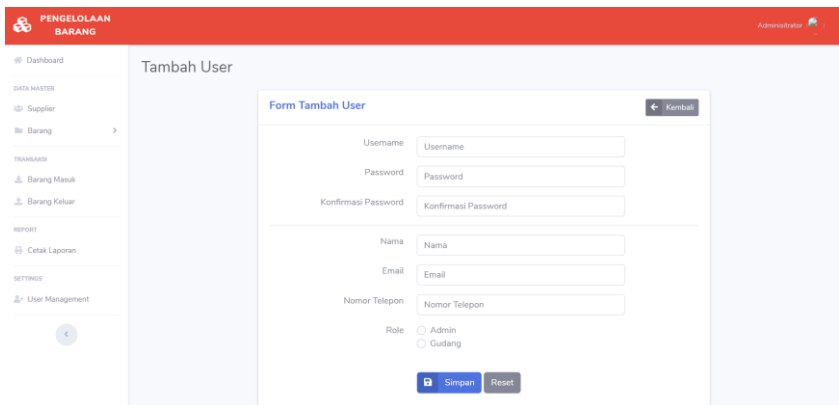 PENGELOLAAN
BARANG
Administrator
Dashboard
DATA MASTER
Supplier
Barang
TRANSAKSI
Barang Masuk
Barang Keluar
REPORT
Cetak Laporan
SETTINGS
User Management
Tambah User
Form Tambah User
Kembali
Username
Username
Password
Password
Konfirmasi Password
Konfirmasi Password
Nama
Nama
Email
Email
Nomor Telepon
Nomor Telepon
Role
Admin
Gudang
Simpan
Reset